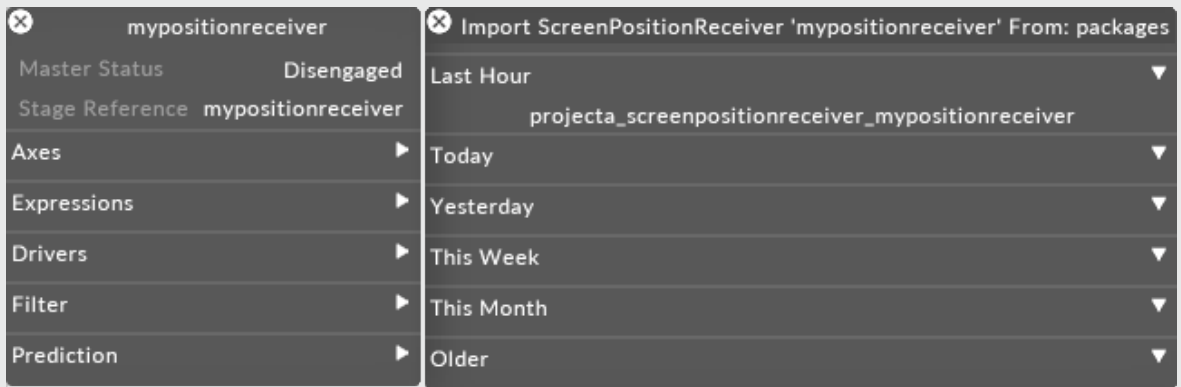 mypositionreceiver
Master Status Disengaged
Stage Reference mypositionreceiver
Axes
Expressions
Drivers
Filter
Prediction
Import ScreenPositionReceiver 'mypositionreceiver' From: packages
Last Hour
projecta_screenpositionreceiver_mypositionreceiver
Today
Yesterday
This Week
This Month
Older